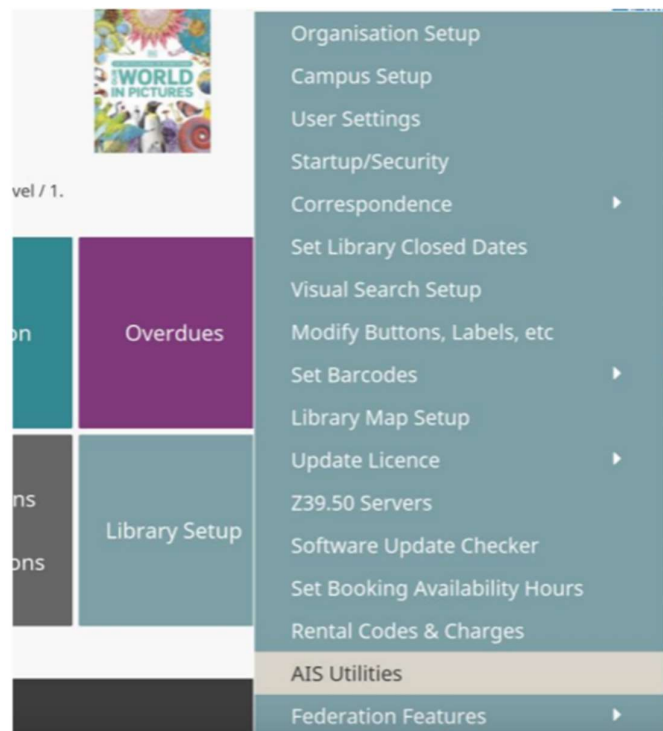 OUR
WORLD
IN PICTURES
vel / 1.
on
Overdues
ns
ons
Library Setup
Organisation Setup
Campus Setup
User Settings
Startup/Security
Correspondence
Set Library Closed Dates
Visual Search Setup
Modify Buttons, Labels, etc
Set Barcodes
Library Map Setup
Update Licence
Z39.50 Servers
Software Update Checker
Set Booking Availability Hours
Rental Codes & Charges
AIS Utilities
Federation Features